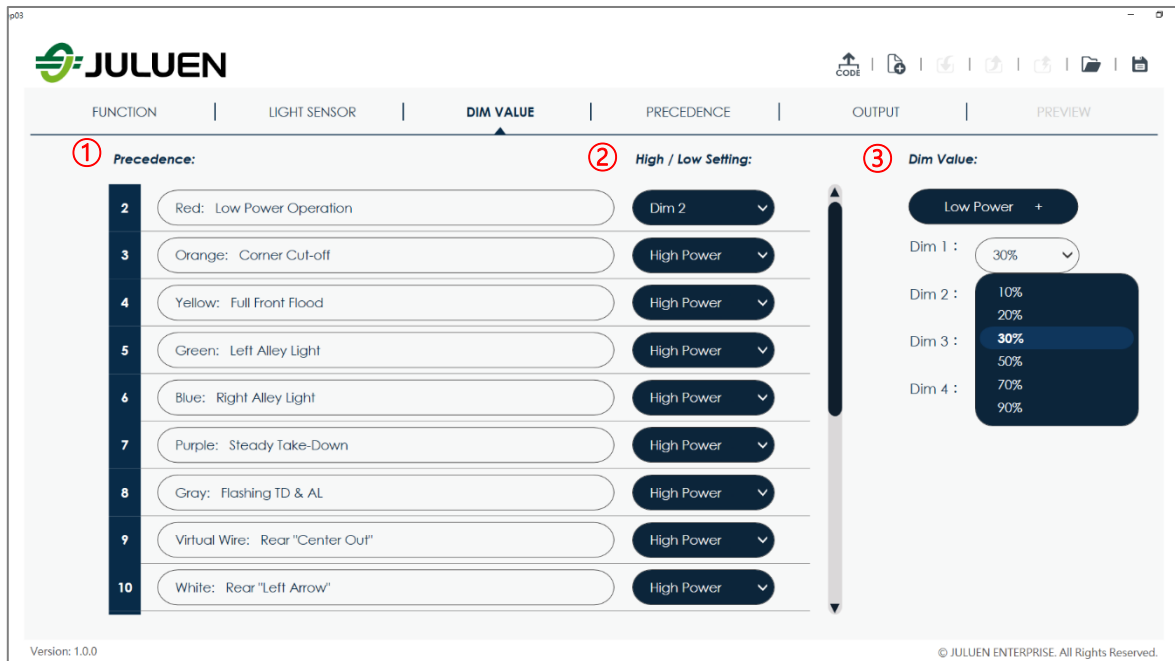 p03
JULUEN
CODE
FUNCTION | LIGHT SENSOR | DIM VALUE | PRECEDENCE | OUTPUT | PREVIEW
① Precedence: ② High / Low Setting: ③ Dim Value:
2 Red: Low Power Operation Dim 2
3 Orange: Corner Cut-off High Power
4 Yellow: Full Front Flood High Power
5 Green: Left Alley Light High Power
6 Blue: Right Alley Light High Power
7 Purple: Steady Take-Down High Power
8 Gray: Flashing TD & AL High Power
9 Virtual Wire: Rear "Center Out" High Power
10 White: Rear "Left Arrow" High Power
Low Power +
Dim 1 : 30%
Dim 2 :
Dim 3 :
Dim 4 :
10%
20%
30%
50%
70%
90%
Version: 1.0.0
© JULUEN ENTERPRISE. All Rights Reserved.